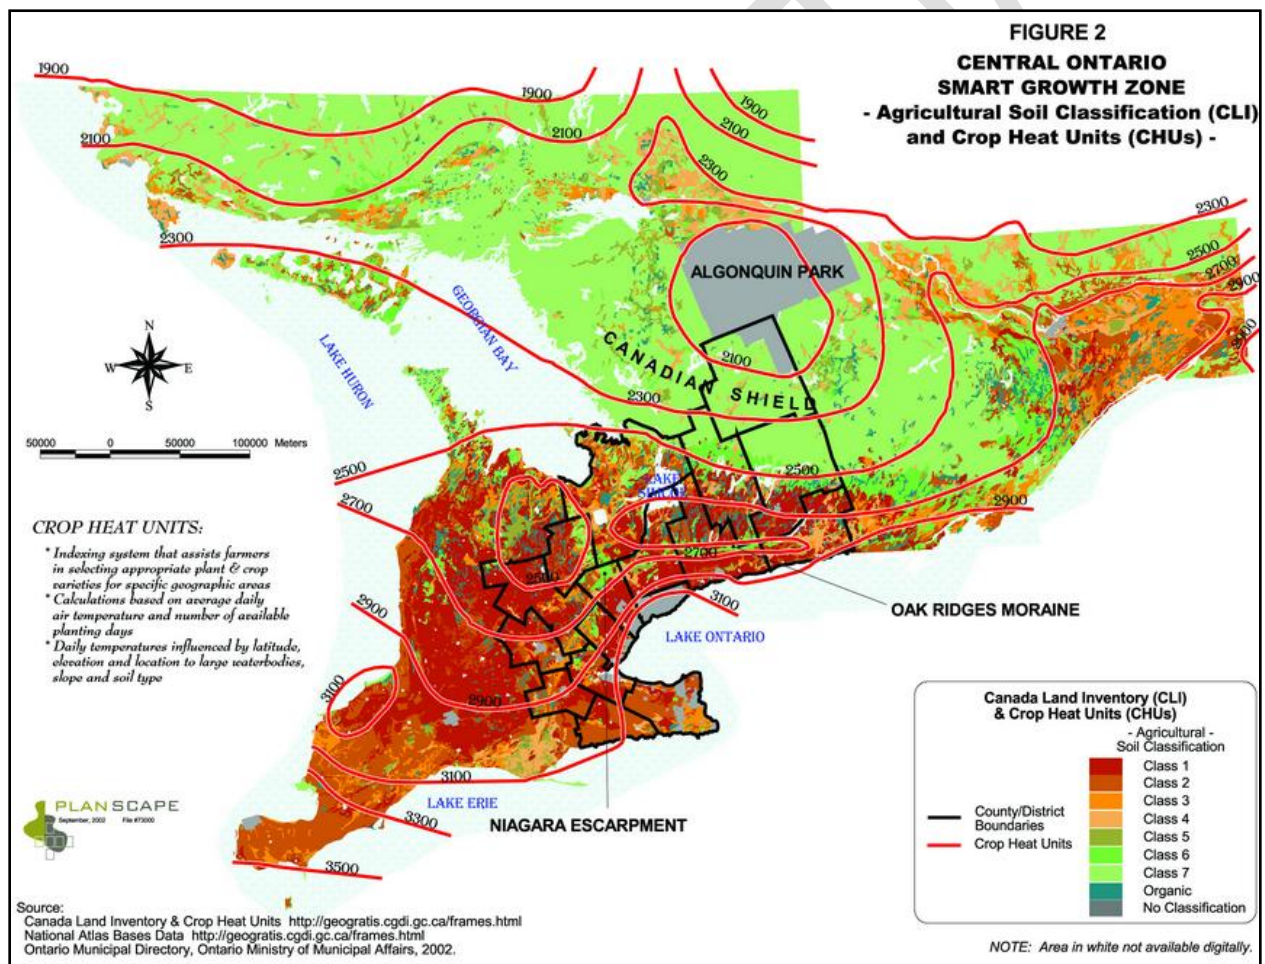 FIGURE 2
CENTRAL ONTARIO
SMART GROWTH ZONE
- Agricultural Soil Classification (CLI)
and Crop Heat Units (CHUs) -
1900
1900
1900
2100
2100
2100
2300
2300
2300
2500
2700
2900
ALGONQUIN PARK
GEORGIAN BAY
LAKE HURON
CANADIAN SHIELD
2100
2300
N
W
E
S
50000 0 50000 100000 Meters
2500
2500
LAKE
2700
2900
CROP HEAT UNITS:
* Indexing system that assists farmers
in selecting appropriate plant & crop
varieties for specific geographic areas
* Calculations based on average daily
air temperature and number of available
planting days
* Daily temperatures influenced by latitude,
elevation and location to large waterbodies,
slope and soil type
2700
2500
2900
3100
OAK RIDGES MORAINE
LAKE ONTARIO
3100
2900
3100
LAKE ERIE
3300
NIAGARA ESCARPMENT
3500
PLANSCAPE
September, 2002 File #73000
Canada Land Inventory (CLI)
& Crop Heat Units (CHUs)
- Agricultural -
Soil Classification
Class 1
Class 2
Class 3
Class 4
Class 5
Class 6
Class 7
Organic
No Classification
County/District
Boundaries
Crop Heat Units
Source:
Canada Land Inventory & Crop Heat Units http://geogratis.cgdi.gc.ca/frames.html
National Atlas Bases Data http://geogratis.cgdi.gc.ca/frames.html
Ontario Municipal Directory, Ontario Ministry of Municipal Affairs, 2002.
NOTE: Area in white not available digitally.